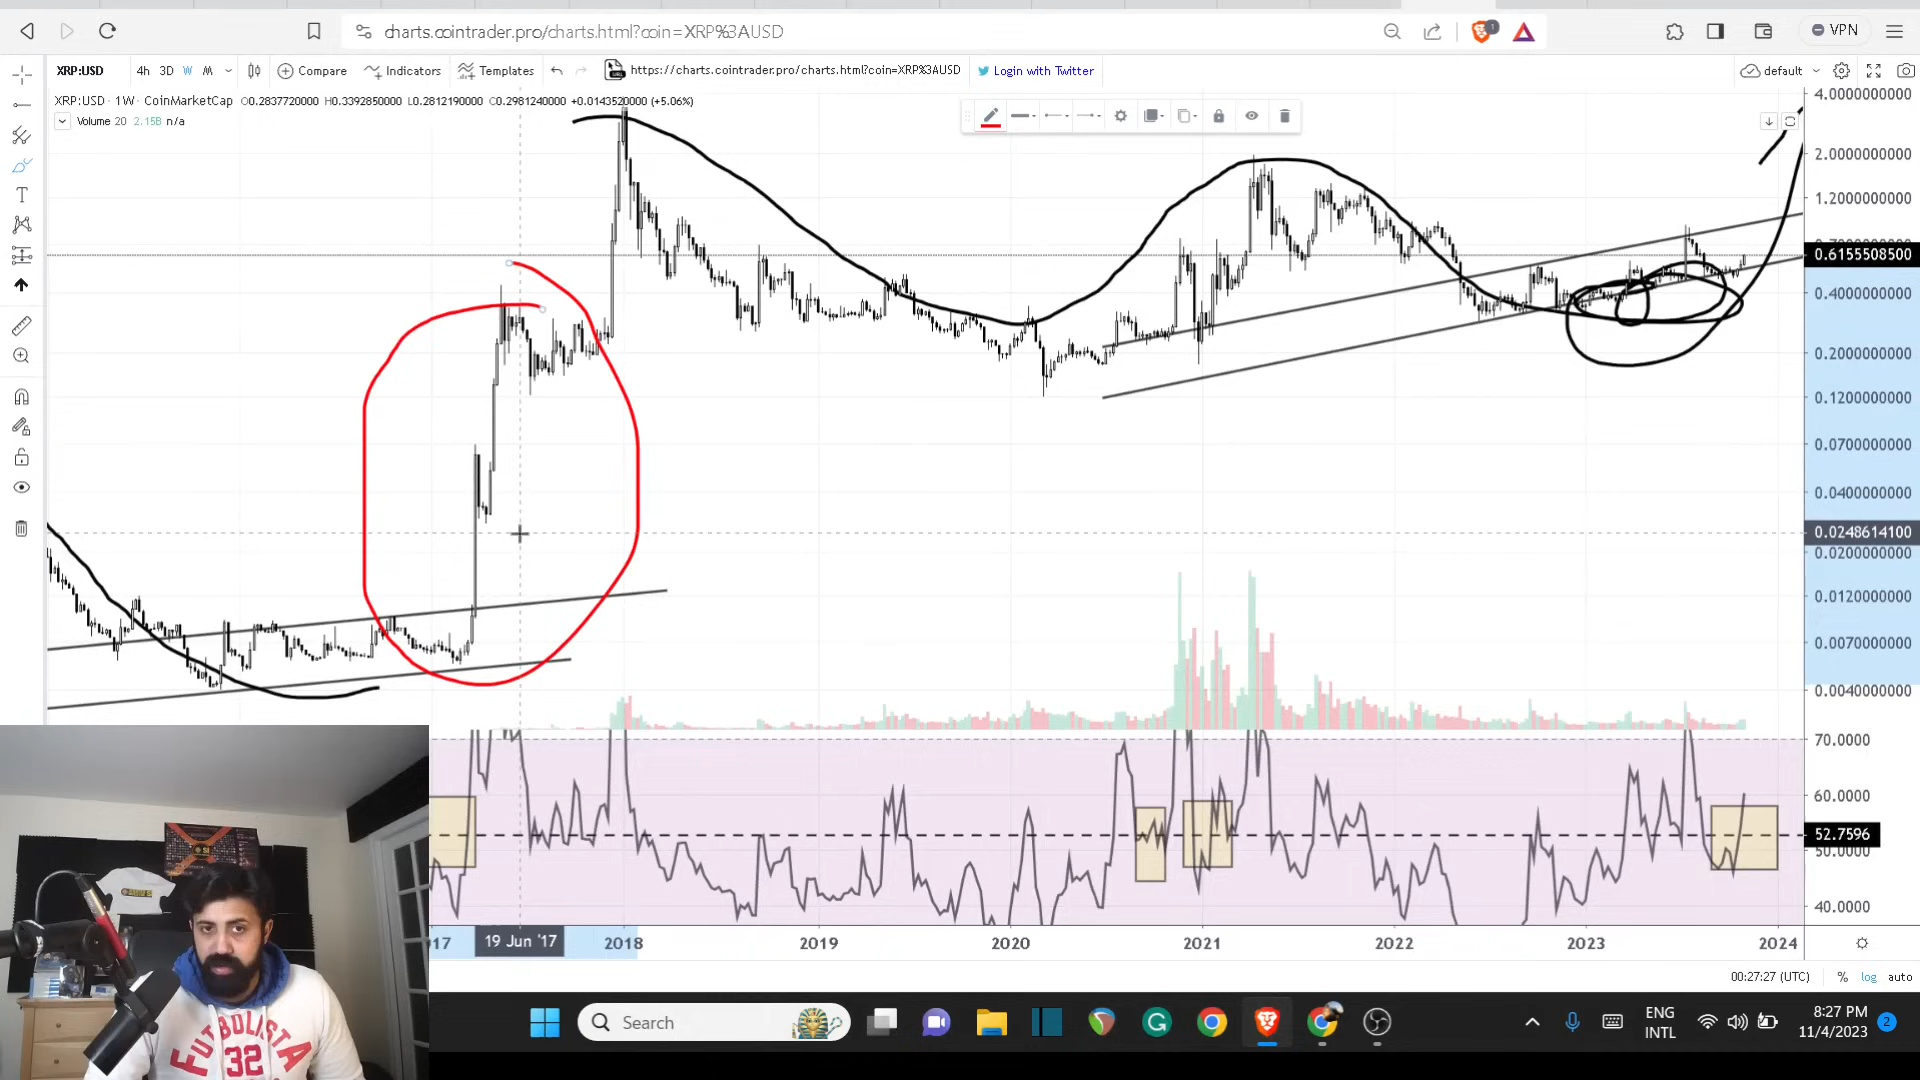 charts.cointrader.pro/charts.html?coin=XRP%3AUSD
1
VPN
XRP:USD
4h 3D W M
Compare
Indicators
Templates
https://charts.cointrader.pro/charts.html?coin=XRP%3AUSD
Login with Twitter
default
XRP:USD · 1W · CoinMarketCap O0.2837720000 H0.3392850000 L0.2812190000 C0.2981240000 +0.0143520000 (+5.06%)
Volume 20 2.15B n/a
T
4.0000000000
2.0000000000
1.2000000000
0.6155508500
0.4000000000
0.2000000000
0.1200000000
0.0700000000
0.0400000000
0.0248614100
0.0200000000
0.0120000000
0.0070000000
0.0040000000
70.0000
60.0000
52.7596
50.0000
40.0000
17 19 Jun '17 2018 2019 2020 2021 2022 2023 2024
00:27:27 (UTC) % log auto
FUTBOLISTA
32
Search
ENG
INTL
8:27 PM
11/4/2023
2